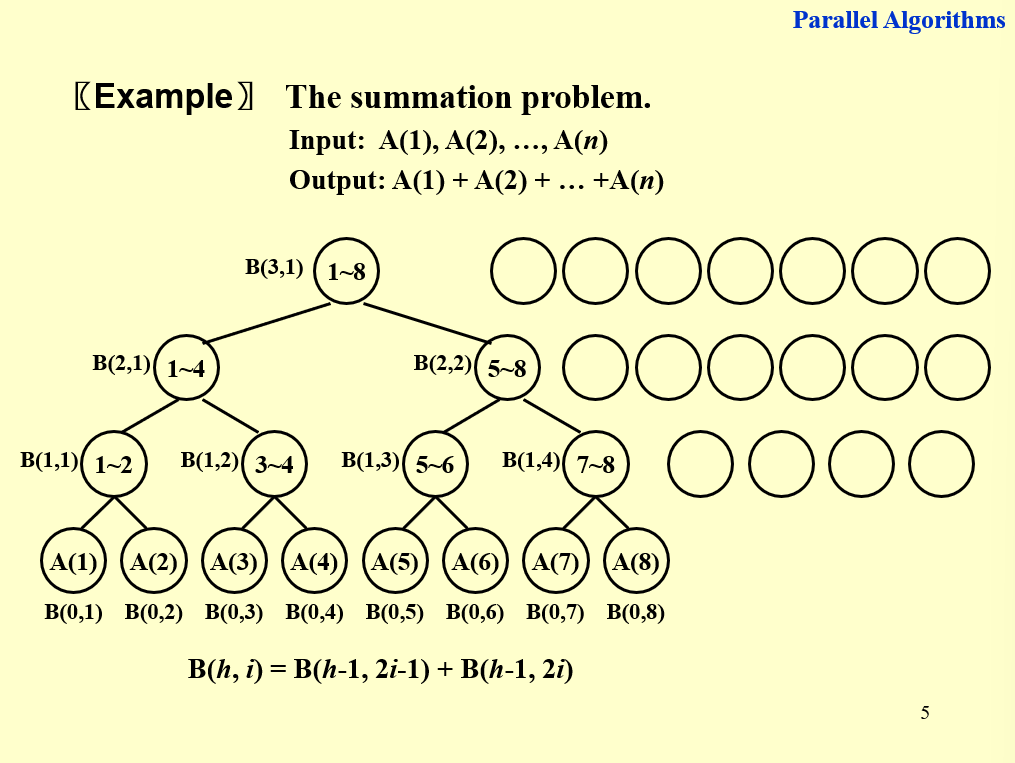 Parallel Algorithms
〖Example〗 The summation problem.
Input: A(1), A(2), …, A(n)
Output: A(1) + A(2) + … +A(n)
B(3,1) 1~8
B(2,1) 1~4 B(2,2) 5~8
B(1,1) 1~2 B(1,2) 3~4 B(1,3) 5~6 B(1,4) 7~8
A(1) A(2) A(3) A(4) A(5) A(6) A(7) A(8)
B(0,1) B(0,2) B(0,3) B(0,4) B(0,5) B(0,6) B(0,7) B(0,8)
B(h, i) = B(h-1, 2i-1) + B(h-1, 2i)
5